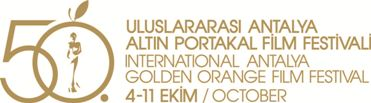 50.
ULUSLARARASI ANTALYA
ALTIN PORTAKAL FİLM FESTİVALİ
INTERNATIONAL ANTALYA
GOLDEN ORANGE FILM FESTIVAL
4-11 EKİM / OCTOBER